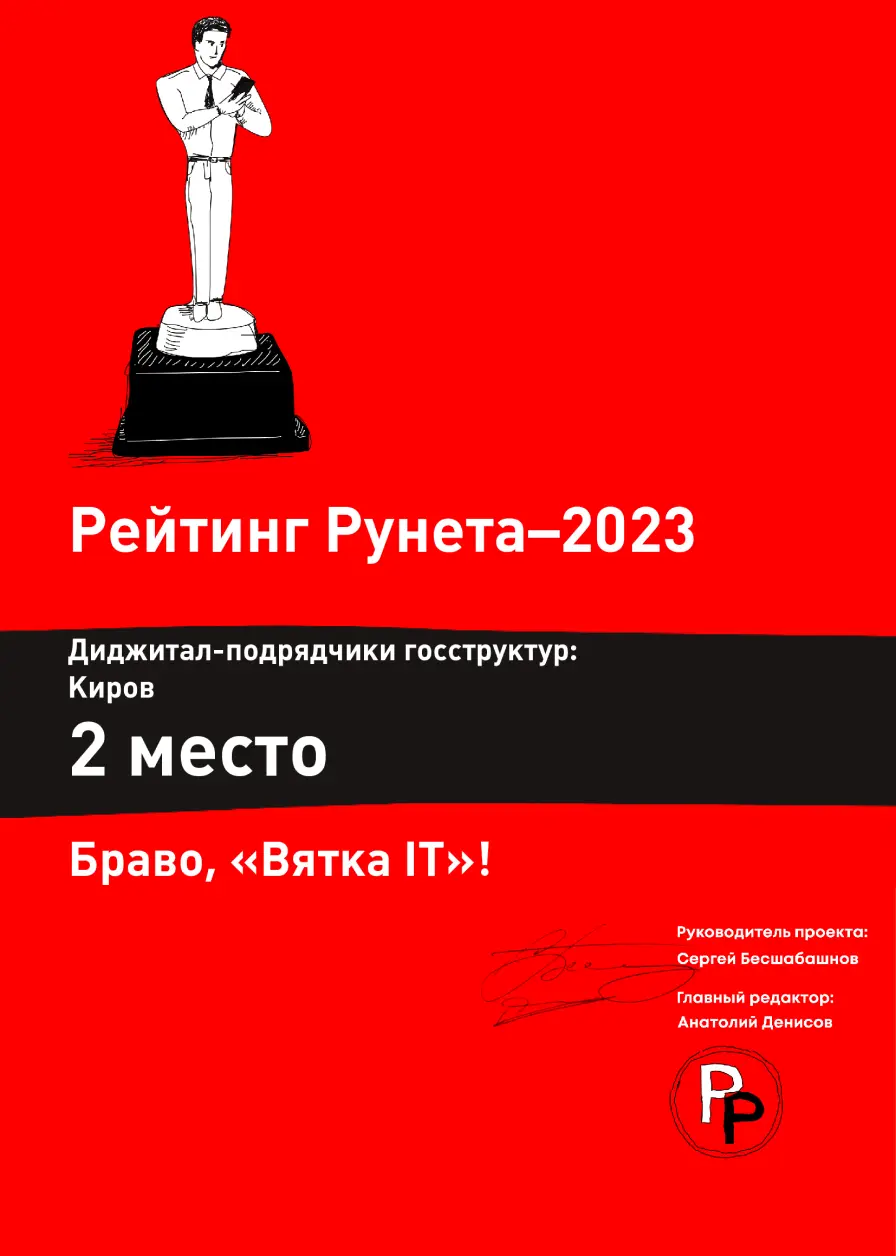 Рейтинг Рунета–2023
Диджитал-подрядчики госструктур:
Киров
2 место
Браво, «Вятка IT»!
Руководитель проекта:
Сергей Бесшабашнов
Главный редактор:
Анатолий Денисов
РР